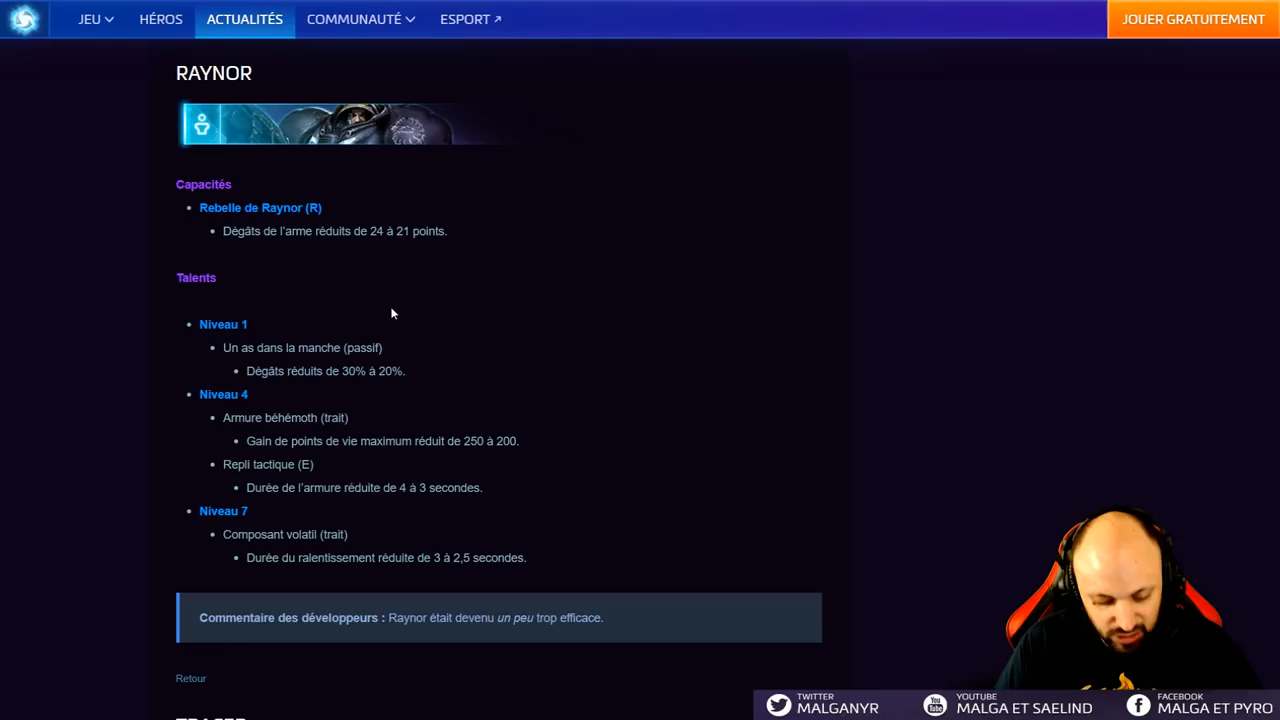 JEU HÉROS ACTUALITÉS COMMUNAUTÉ ESPORT JOUER GRATUITEMENT
RAYNOR
Capacités
Rebelle de Raynor (R)
Dégâts de l'arme réduits de 24 à 21 points.
Talents
Niveau 1
Un as dans la manche (passif)
Dégâts réduits de 30% à 20%.
Niveau 4
Armure béhémoth (trait)
Gain de points de vie maximum réduit de 250 à 200.
Repli tactique (E)
Durée de l'armure réduite de 4 à 3 secondes.
Niveau 7
Composant volatil (trait)
Durée du ralentissement réduite de 3 à 2,5 secondes.
Commentaire des développeurs : Raynor était devenu un peu trop efficace.
Retour
TWITTER
MALGANYR
YOUTUBE
MALGA ET SAELIND
FACEBOOK
MALGA ET PYRO